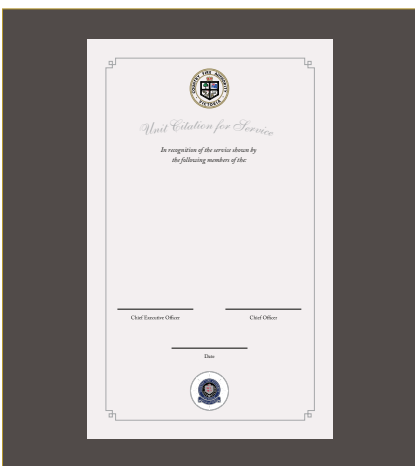 COUNTRY FIRE AUTHORITY
VICTORIA
Unit Citation for Service
In recognition of the service shown by
the following members of the:
Chief Executive Officer
Chief Officer
Date